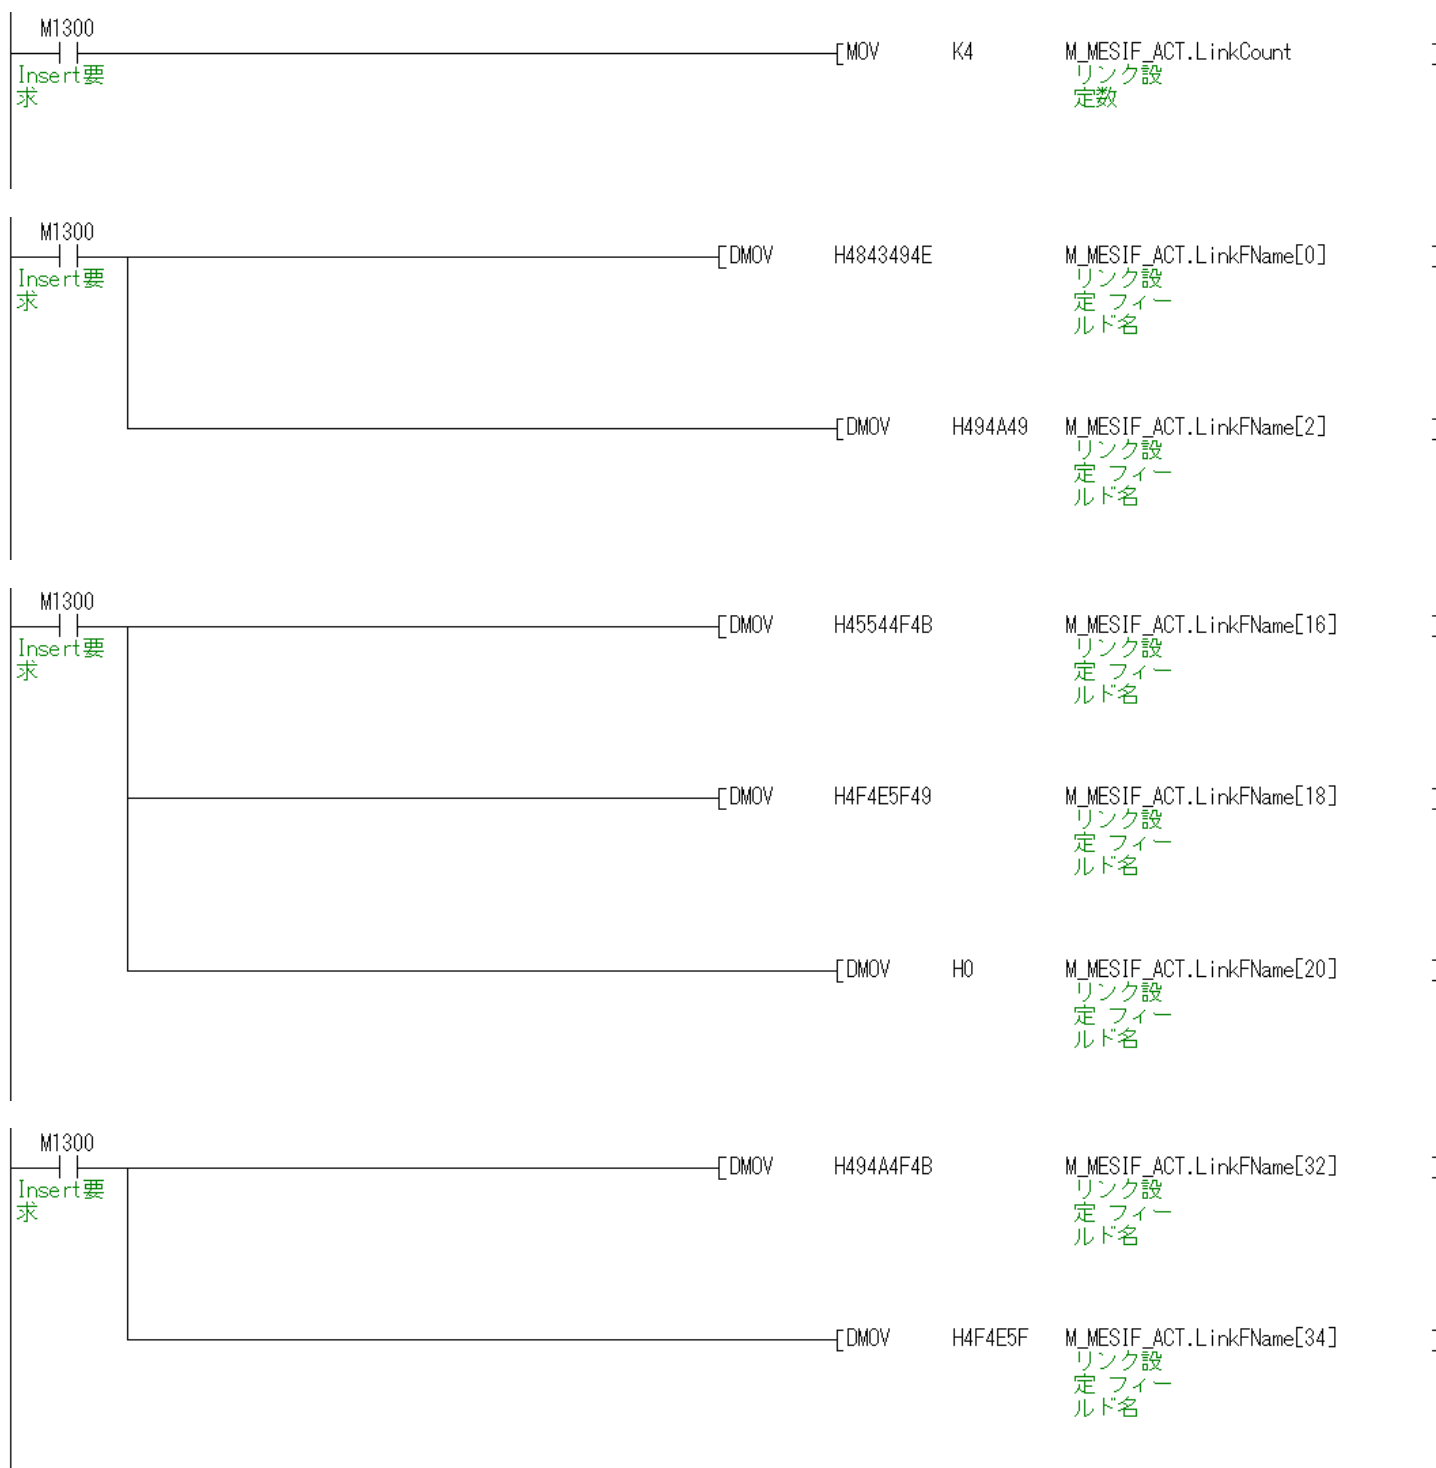 M1300
[MOV K4 M_MESIF_ACT.LinkCount ]
Insert要
求
リンク設
定数
M1300
[DMOV H4843494E M_MESIF_ACT.LinkFName[0] ]
Insert要
求
リンク設
定 フィー
ルド名
[DMOV H494A49 M_MESIF_ACT.LinkFName[2] ]
リンク設
定 フィー
ルド名
M1300
[DMOV H45544F4B M_MESIF_ACT.LinkFName[16] ]
Insert要
求
リンク設
定 フィー
ルド名
[DMOV H4F4E5F49 M_MESIF_ACT.LinkFName[18] ]
リンク設
定 フィー
ルド名
[DMOV H0 M_MESIF_ACT.LinkFName[20] ]
リンク設
定 フィー
ルド名
M1300
[DMOV H494A4F4B M_MESIF_ACT.LinkFName[32] ]
Insert要
求
リンク設
定 フィー
ルド名
[DMOV H4F4E5F M_MESIF_ACT.LinkFName[34] ]
リンク設
定 フィー
ルド名